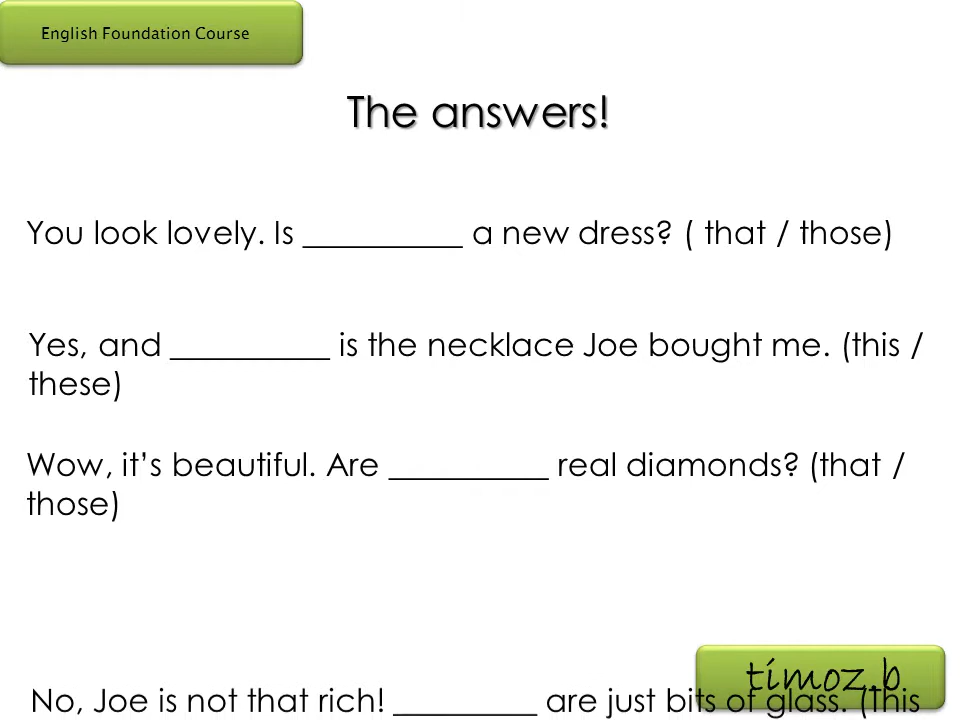 English Foundation Course
The answers!
You look lovely. Is __________ a new dress? ( that / those)
Yes, and __________ is the necklace Joe bought me. (this /
these)
Wow, it’s beautiful. Are __________ real diamonds? (that /
those)
timoz.b
No, Joe is not that rich! _________ are just bits of glass. (this